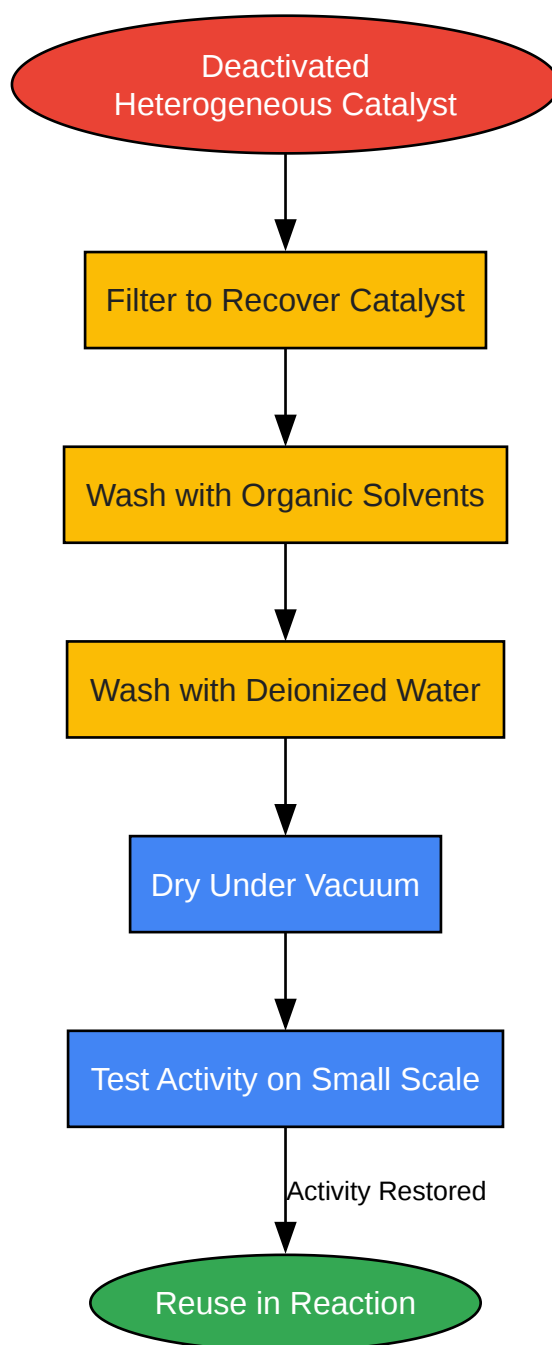 Deactivated
Heterogeneous Catalyst
Filter to Recover Catalyst
Wash with Organic Solvents
Wash with Deionized Water
Dry Under Vacuum
Test Activity on Small Scale
Activity Restored
Reuse in Reaction